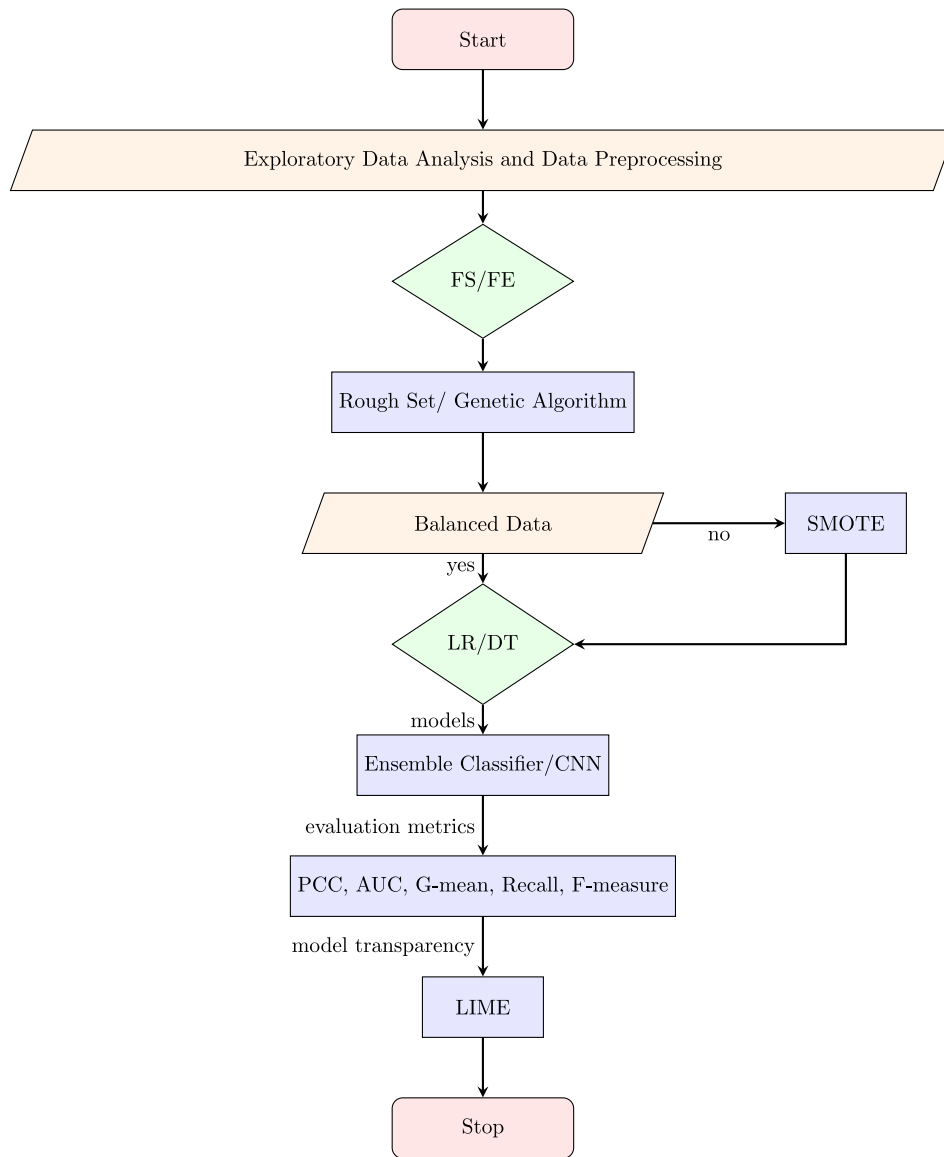 Start
Exploratory Data Analysis and Data Preprocessing
FS/FE
Rough Set/ Genetic Algorithm
Balanced Data
SMOTE
no
yes
LR/DT
models
Ensemble Classifier/CNN
evaluation metrics
PCC, AUC, G-mean, Recall, F-measure
model transparency
LIME
Stop